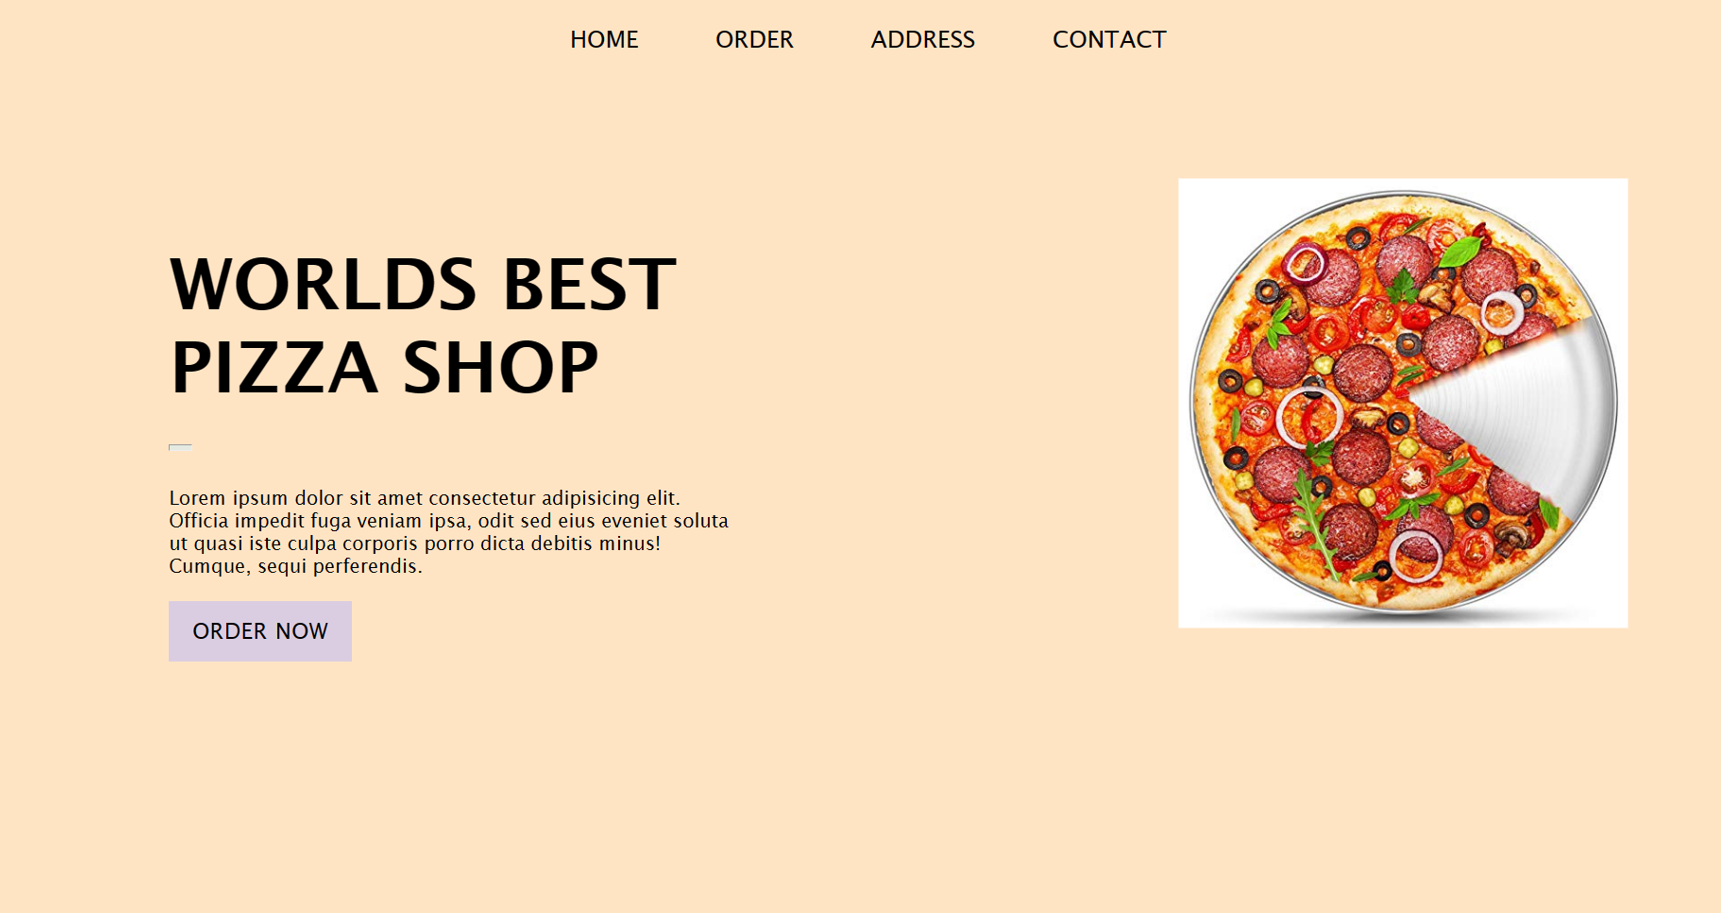 HOME ORDER ADDRESS CONTACT
WORLDS BEST
PIZZA SHOP
Lorem ipsum dolor sit amet consectetur adipisicing elit.
Officia impedit fuga veniam ipsa, odit sed eius eveniet soluta
ut quasi iste culpa corporis porro dicta debitis minus!
Cumque, sequi perferendis.
ORDER NOW